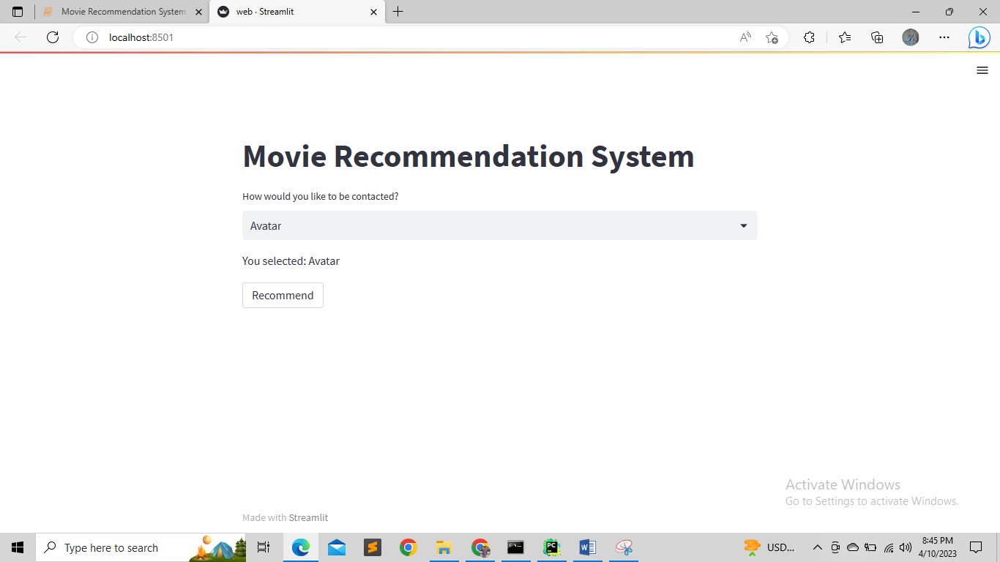 Movie Recommendation System
web · Streamlit
localhost:8501
Movie Recommendation System
How would you like to be contacted?
Avatar
You selected: Avatar
Recommend
Activate Windows
Go to Settings to activate Windows.
Made with Streamlit
Type here to search
USD...
8:45 PM
4/10/2023